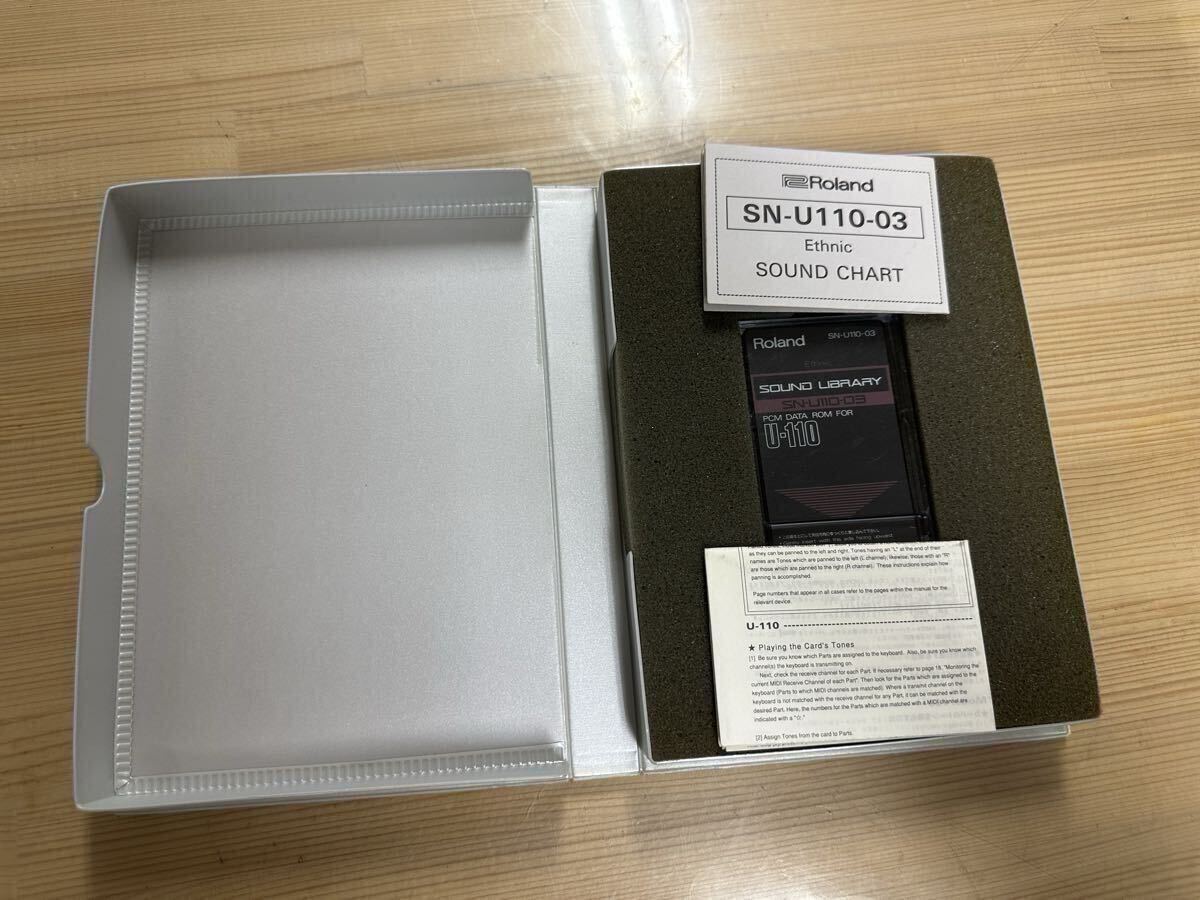 Roland
SN-U110-03
Ethnic
SOUND CHART
Roland SN-U110-03
Ethnic
SOUND LIBRARY
SN-U110-03
PCM DATA ROM FOR
U-110
• Gently insert with this side facing upward.
as they can be panned to the left and right. Tones having an "L" at the end of their
names are Tones which are panned to the left (L channel); likewise, those with an "R"
are those which are panned to the right (R channel). These instructions explain how
panning is accomplished.
Page numbers that appear in all cases refer to the pages within the manual for the
relevant device.
U-110
★ Playing the Card's Tones
[1] Be sure you know which Parts are assigned to the keyboard. Also, be sure you know which
channel(s) the keyboard is transmitting on.
Next, check the receive channel for each Part. If necessary refer to page 18, "Monitoring the
current MIDI Receive Channel of each Part". Then look for the Parts which are assigned to the
keyboard (Parts to which MIDI channels are matched). Where a transmit channel on the
keyboard is not matched with the receive channel for any Part, it can be matched with the
desired Part. Here, the numbers for the Parts which are matched with a MIDI channel are
indicated with a "☆."
[2] Assign Tones from the card to Parts.